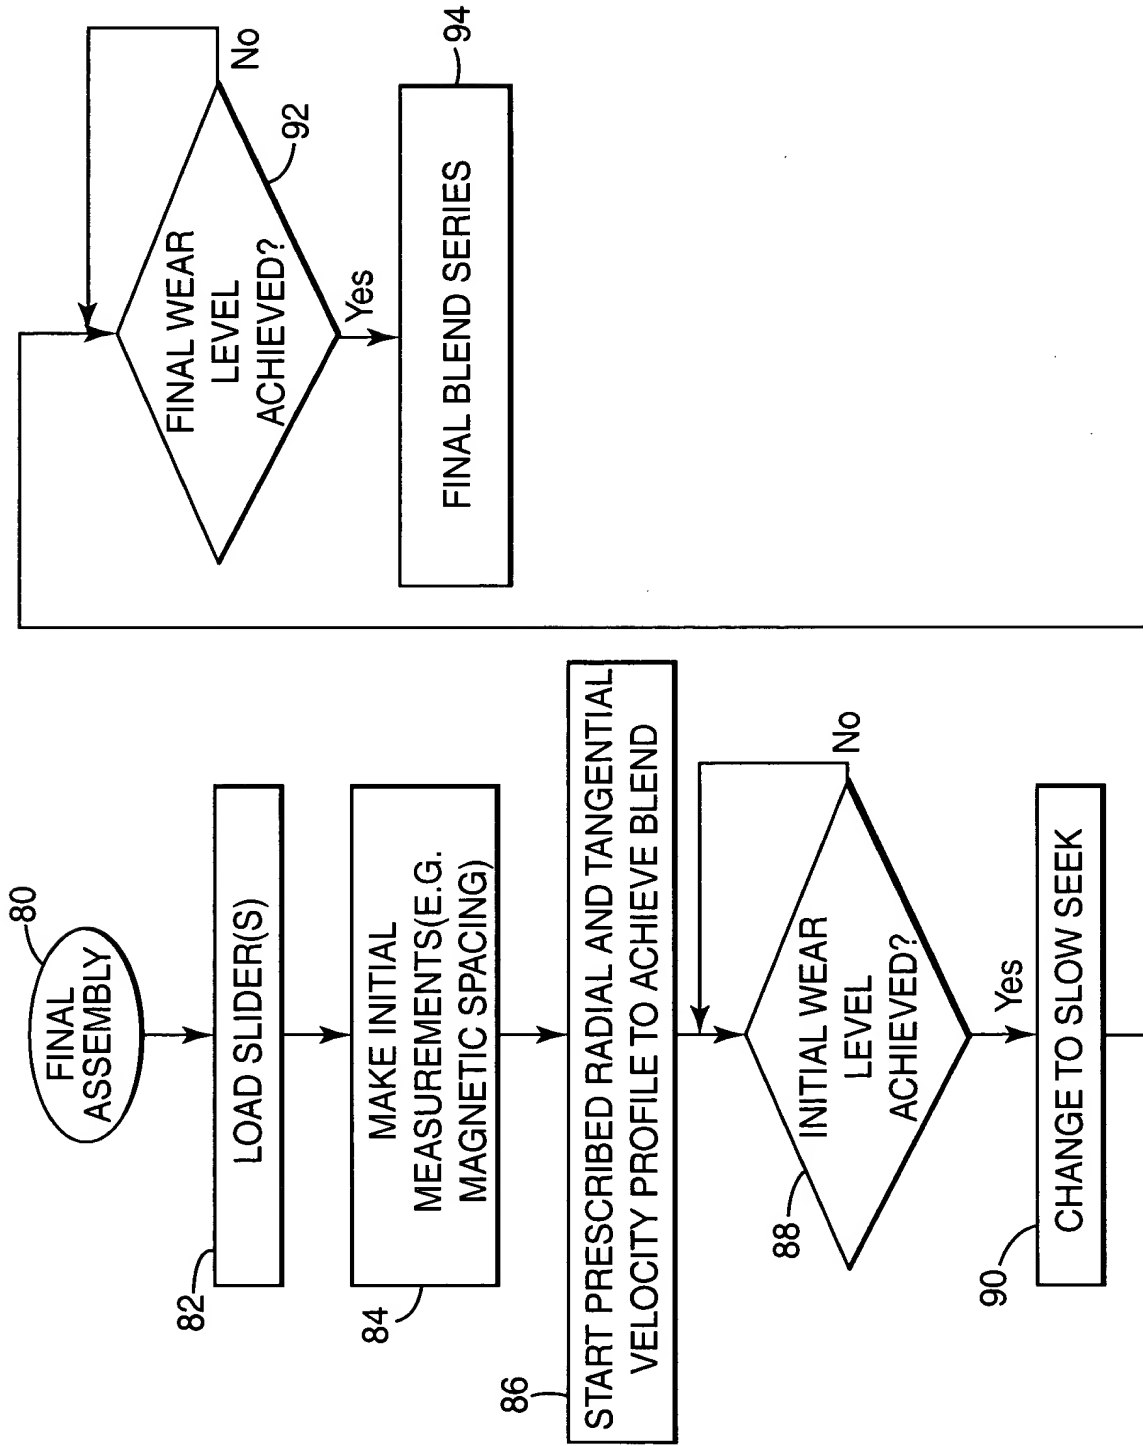 80
FINAL
ASSEMBLY
82
LOAD SLIDER(S)
84
MAKE INITIAL
MEASUREMENTS(E.G.
MAGNETIC SPACING)
86
START PRESCRIBED RADIAL AND TANGENTIAL
VELOCITY PROFILE TO ACHIEVE BLEND
88
INITIAL WEAR
LEVEL
ACHIEVED?
No
Yes
90
CHANGE TO SLOW SEEK
FINAL WEAR
LEVEL
ACHIEVED?
92
No
Yes
94
FINAL BLEND SERIES